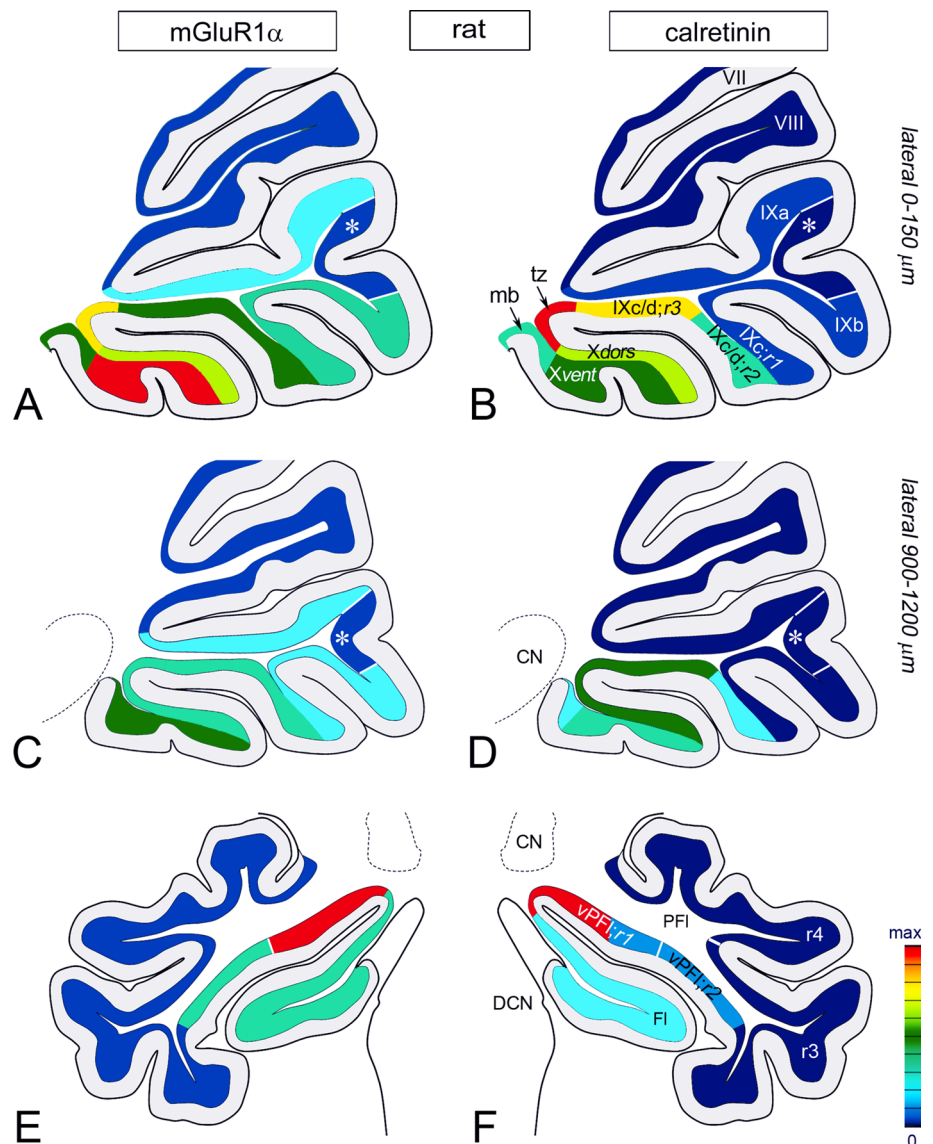 mGluR1α rat calretinin
VII
VIII
lateral 0-150 µm
IXa
*
*
tz
mb
IXc/d;r3
IXb
IXc;r1
IXc/d;r2
Xdors
Xvent
A
B
lateral 900-1200 µm
*
*
CN
C
D
CN
PFl
vPFl;r1
r4
max
vPFl;r2
DCN
Fl
r3
E
F
0